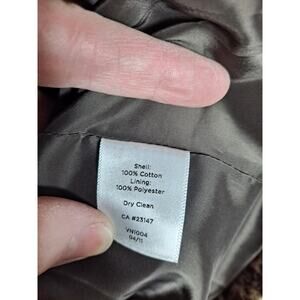 Shell:
100% Cotton
Lining:
100% Polyester
Dry Clean
CA #23147
VN1004
04/11